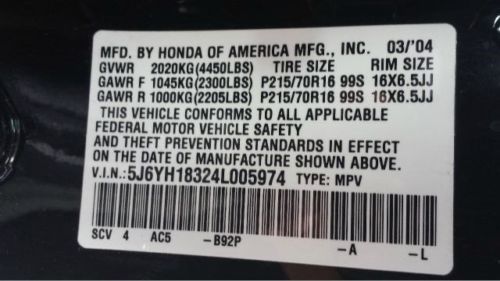 MFD. BY HONDA OF AMERICA MFG., INC. 03/'04
GVWR 2020KG(4450LBS) TIRE SIZE RIM SIZE
GAWR F 1045KG(2300LBS) P215/70R16 99S 16X6.5JJ
GAWR R 1000KG(2205LBS) P215/70R16 99S 16X6.5JJ
THIS VEHICLE CONFORMS TO ALL APPLICABLE
FEDERAL MOTOR VEHICLE SAFETY
AND THEFT PREVENTION STANDARDS IN EFFECT
ON DATE OF MANUFACTURE SHOWN ABOVE.
V.I.N.: 5J6YH18324L005974 TYPE: MPV
SCV 4 AC5 -B92P -A -L